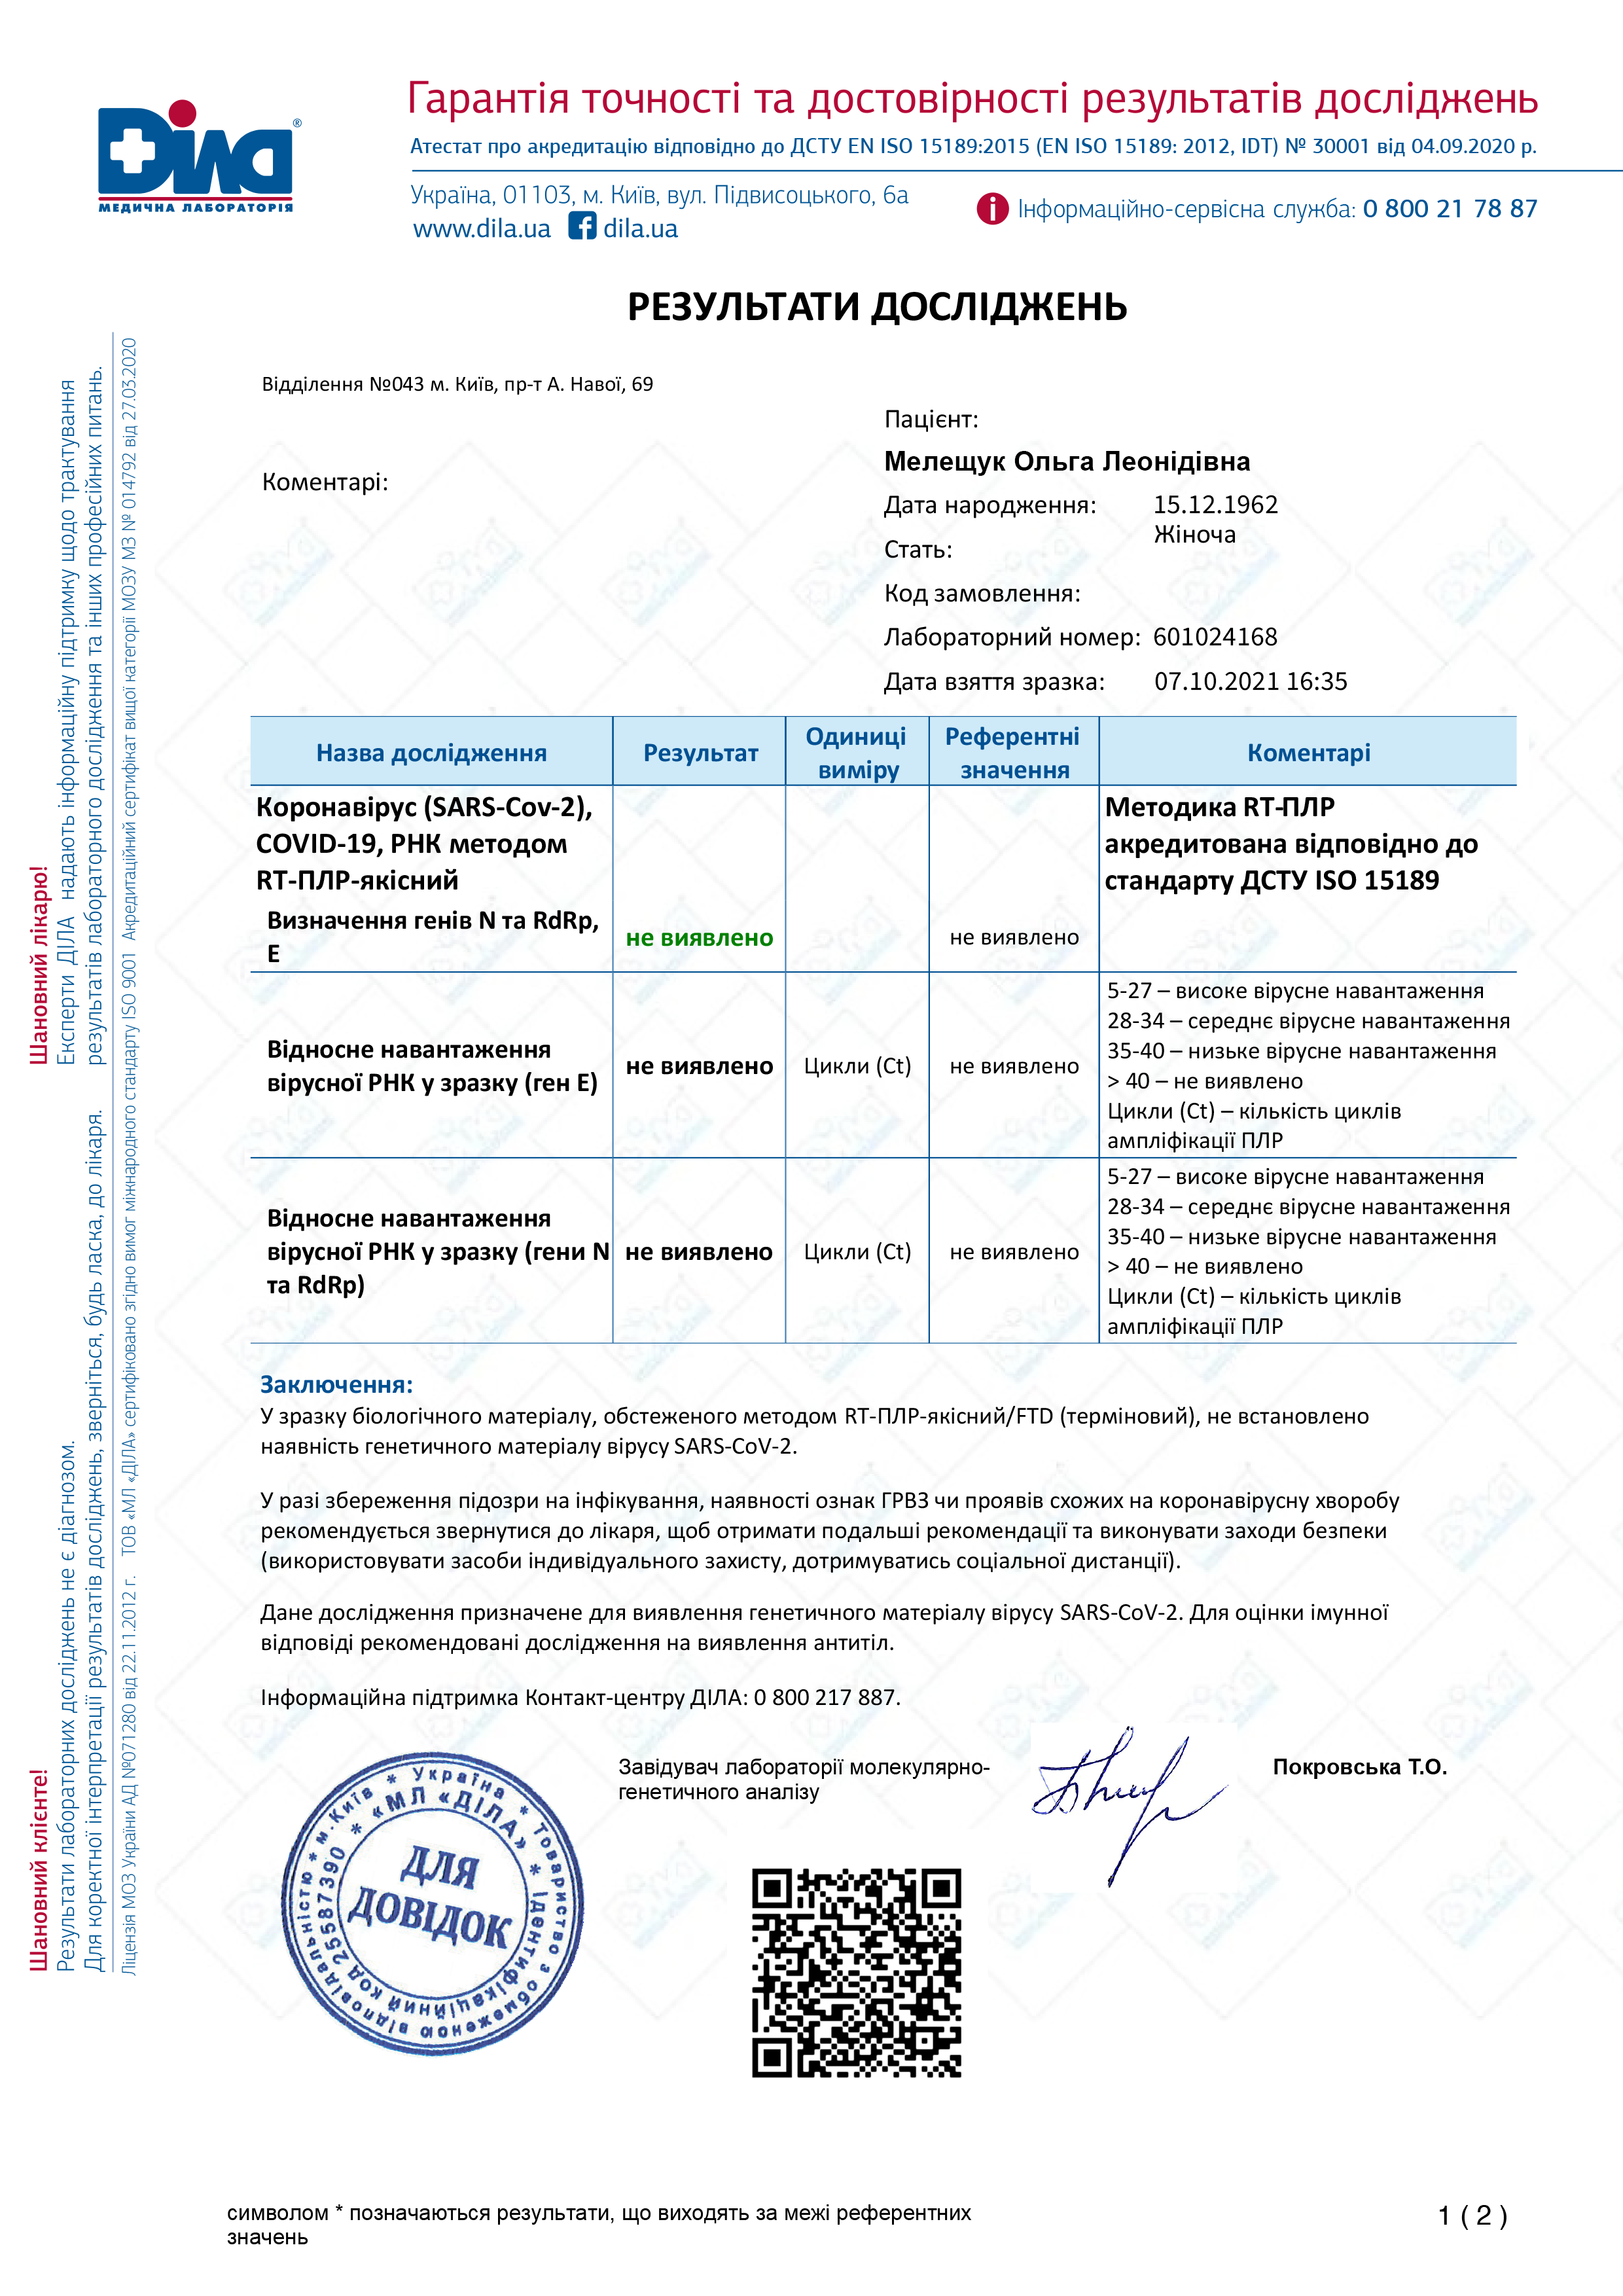 Діла®
МЕДИЧНА ЛАБОРАТОРІЯ
Гарантія точності та достовірності результатів досліджень
Атестат про акредитацію відповідно до ДСТУ EN ISO 15189:2015 (EN ISO 15189: 2012, IDT) № 30001 від 04.09.2020 р.
Україна, 01103, м. Київ, вул. Підвисоцького, 6а
www.dila.ua dila.ua
Інформаційно-сервісна служба: 0 800 21 78 87
РЕЗУЛЬТАТИ ДОСЛІДЖЕНЬ
Відділення №043 м. Київ, пр-т А. Навої, 69
Коментарі:
Пацієнт:
Мелещук Ольга Леонідівна
Дата народження: 15.12.1962
Стать: Жіноча
Код замовлення:
Лабораторний номер: 601024168
Дата взяття зразка: 07.10.2021 16:35
Назва дослідження
Результат
Одиниці
виміру
Референтні
значення
Коментарі
Коронавірус (SARS-Cov-2),
COVID-19, РНК методом
RT-ПЛР-якісний
Визначення генів N та RdRp,
E
не виявлено
не виявлено
Методика RT-ПЛР
акредитована відповідно до
стандарту ДСТУ ISO 15189
Відносне навантаження
вірусної РНК у зразку (ген E)
не виявлено
Цикли (Ct)
не виявлено
5-27 – високе вірусне навантаження
28-34 – середнє вірусне навантаження
35-40 – низьке вірусне навантаження
> 40 – не виявлено
Цикли (Ct) – кількість циклів
ампліфікації ПЛР
Відносне навантаження
вірусної РНК у зразку (гени N
та RdRp)
не виявлено
Цикли (Ct)
не виявлено
5-27 – високе вірусне навантаження
28-34 – середнє вірусне навантаження
35-40 – низьке вірусне навантаження
> 40 – не виявлено
Цикли (Ct) – кількість циклів
ампліфікації ПЛР
Заключення:
У зразку біологічного матеріалу, обстеженого методом RT-ПЛР-якісний/FTD (терміновий), не встановлено
наявність генетичного матеріалу вірусу SARS-CoV-2.
У разі збереження підозри на інфікування, наявності ознак ГРВЗ чи проявів схожих на коронавірусну хворобу
рекомендується звернутися до лікаря, щоб отримати подальші рекомендації та виконувати заходи безпеки
(використовувати засоби індивідуального захисту, дотримуватись соціальної дистанції).
Дане дослідження призначене для виявлення генетичного матеріалу вірусу SARS-CoV-2. Для оцінки імунної
відповіді рекомендовані дослідження на виявлення антитіл.
Інформаційна підтримка Контакт-центру ДІЛА: 0 800 217 887.
Завідувач лабораторії молекулярно-
генетичного аналізу
Покровська Т.О.
* м.Київ * Україна * Товариство з обмеженою відповідальністю
* «МЛ «ДІЛА» * Ідентифікаційний код 25587390
ДЛЯ
ДОВІДОК
символом * позначаються результати, що виходять за межі референтних
значень
1 ( 2 )
Шановний лікарю!
Експерти ДІЛА надають інформаційну підтримку щодо трактування
результатів лабораторного дослідження та інших професійних питань.
Шановний клієнте!
Результати лабораторних досліджень не є діагнозом.
Для коректної інтерпретації результатів досліджень, зверніться, будь ласка, до лікаря.
Ліцензія МОЗ України АД №071280 від 22.11.2012 г. ТОВ «МЛ «ДІЛА» сертифіковано згідно вимог міжнародного стандарту ISO 9001 Акредитаційний сертифікат вищої категорії МОЗУ МЗ № 014792 від 27.03.2020